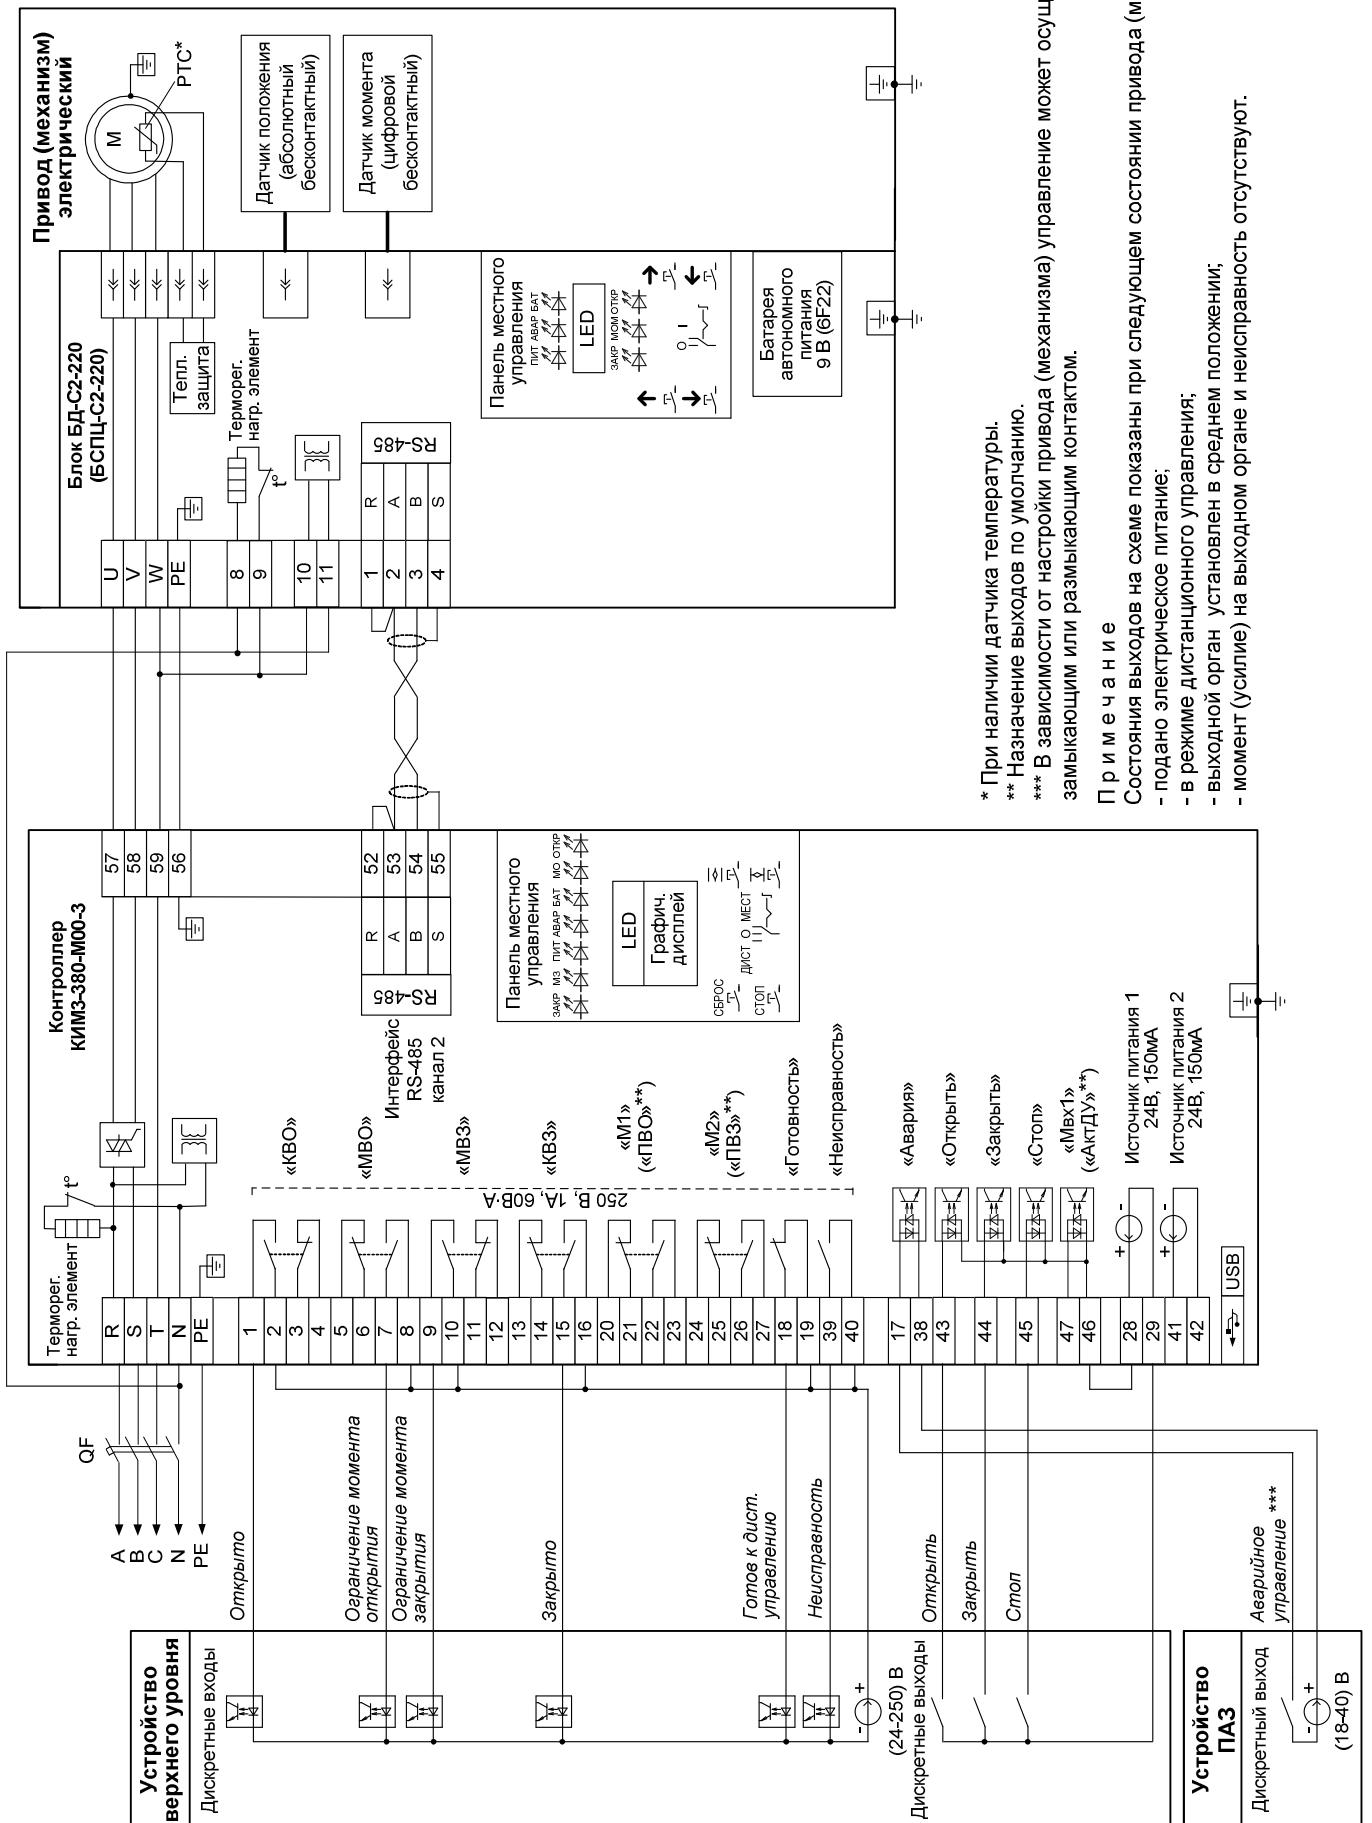 Привод (механизм)
электрический
M
PTC*
Датчик положения
(абсолютный
бесконтактный)
Датчик момента
(цифровой
бесконтактный)
Блок БД-С2-220
(БСПЦ-С2-220)
Тепл.
защита
Терморег.
нагр. элемент
t°
RS-485
R
A
B
S
U
V
W
PE
8
9
10
11
1
2
3
4
Панель местного
управления
ПИТ АВАР БАТ
LED
ЗАКР МОМ ОТКР
O I
Батарея
автономного
питания
9 В (6F22)
* При наличии датчика температуры.
** Назначение выходов по умолчанию.
*** В зависимости от настройки привода (механизма) управление может осущ
замыкающим или размыкающим контактом.
П р и м е ч а н и е
Состояния выходов на схеме показаны при следующем состоянии привода (м
- подано электрическое питание;
- в режиме дистанционного управления;
- выходной орган установлен в среднем положении;
- момент (усилие) на выходном органе и неисправность отсутствуют.
Контроллер
КИМ3-380-М00-3
57
58
59
56
52
53
54
55
R
A
B
S
RS-485
Интерфейс
RS-485
канал 2
Панель местного
управления
ЗАКР МЗ ПИТ АВАР БАТ МО ОТКР
LED
Графич.
дисплей
СБРОС
СТОП
ДИСТ О МЕСТ
Терморег.
нагр. элемент
t°
R
S
T
N
PE
1
2
3
4
5
6
7
8
9
10
11
12
13
14
15
16
20
21
22
23
24
25
26
27
18
19
39
40
17
38
43
44
45
47
46
28
29
41
42
USB
250 В, 1А, 60В·А
«КВО»
«МВО»
«МВЗ»
«КВЗ»
«М1»
(«ПВО»**)
«М2»
(«ПВЗ»**)
«Готовность»
«Неисправность»
«Авария»
«Открыть»
«Закрыть»
«Стоп»
«Мвх1»
(«АктДУ»**)
Источник питания 1
24В, 150мА
Источник питания 2
24В, 150мА
+ -
+ -
QF
A
B
C
N
PE
Открыто
Ограничение момента
открытия
Ограничение момента
закрытия
Закрыто
Готов к дист.
управлению
Неисправность
Открыть
Закрыть
Стоп
Аварийное
управление ***
Устройство
верхнего уровня
Дискретные входы
- +
(24-250) В
Дискретные выходы
Устройство
ПАЗ
Дискретный выход
- +
(18-40) В